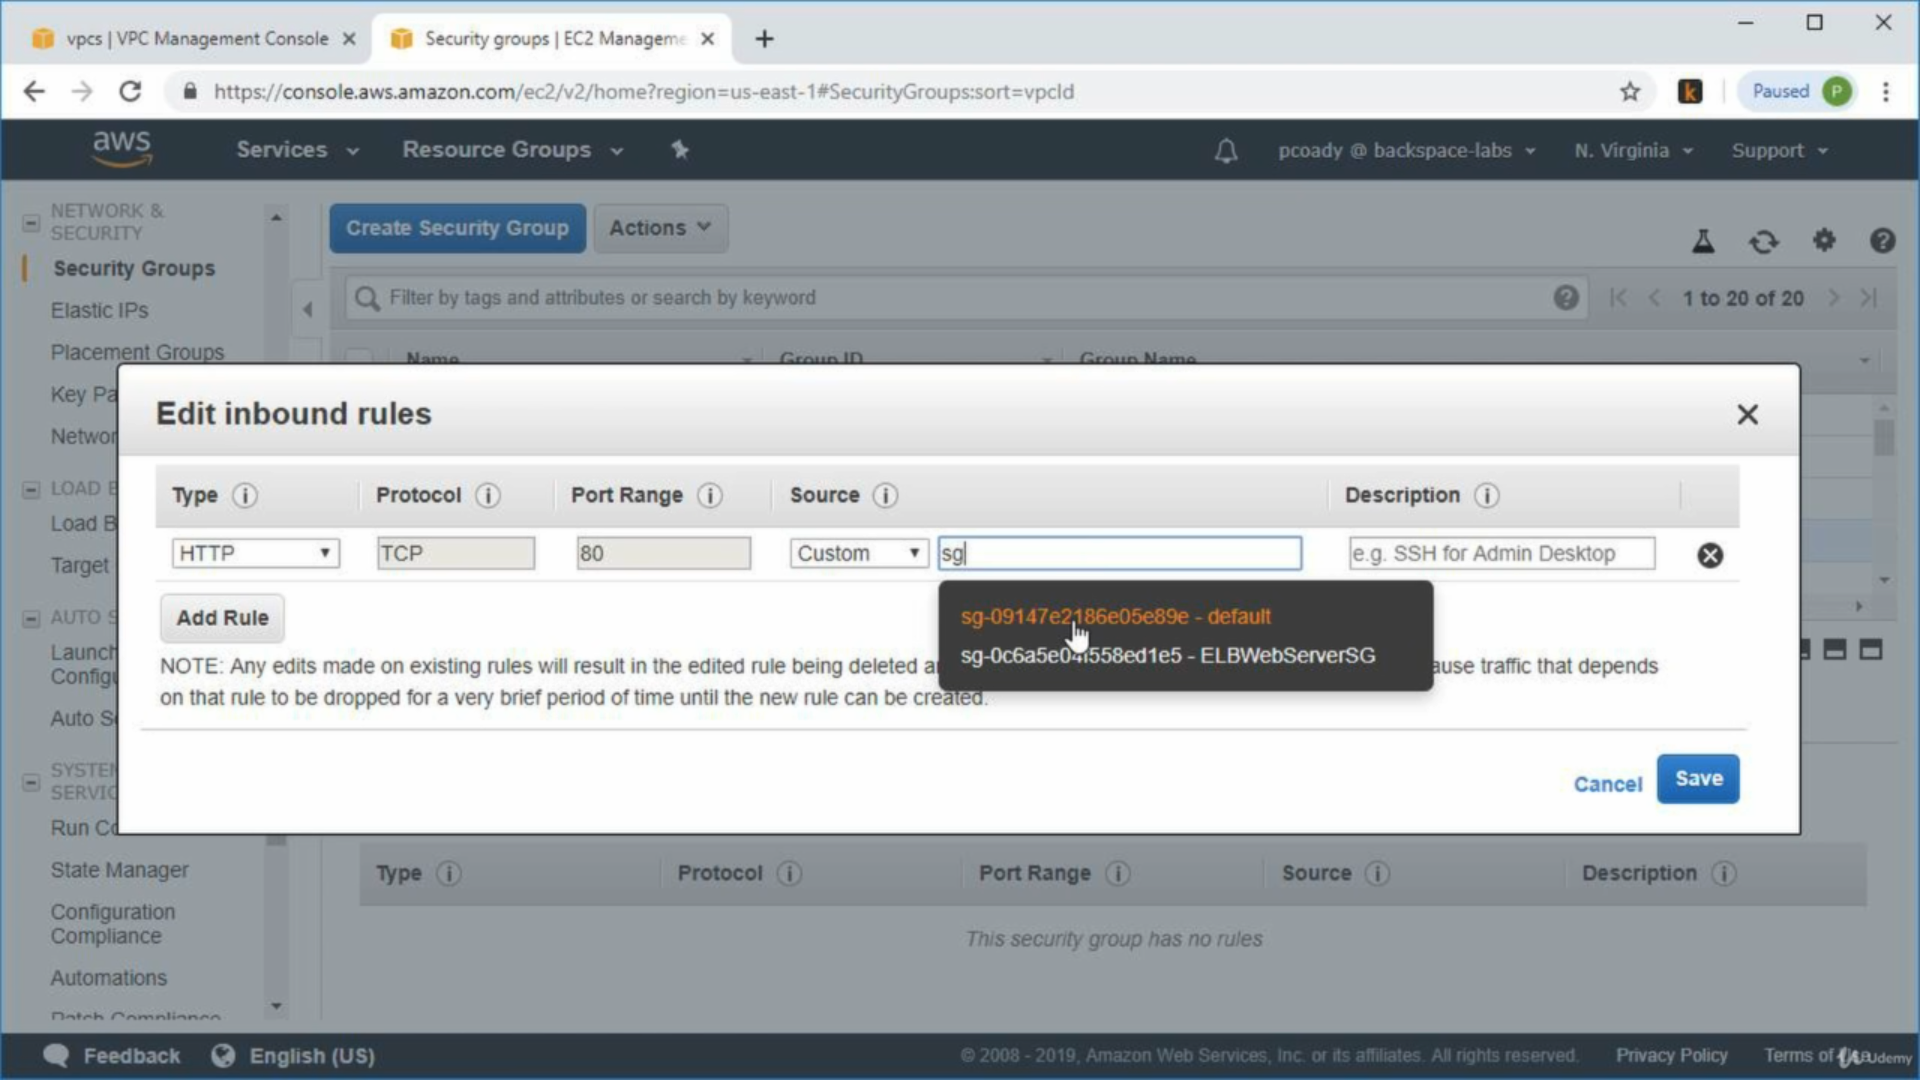 vpcs | VPC Management Console
Security groups | EC2 Manageme
https://console.aws.amazon.com/ec2/v2/home?region=us-east-1#SecurityGroups:sort=vpcId
k
Paused P
aws Services Resource Groups pcoady @ backspace-labs N. Virginia Support
NETWORK &
SECURITY
Security Groups
Elastic IPs
Placement Groups
Key Pa
Networ
LOAD B
Load B
Target
AUTO S
Launch
Configu
Auto S
SYSTEM
SERVIC
Run Co
State Manager
Configuration
Compliance
Automations
Patch Compliance
Create Security Group Actions
Filter by tags and attributes or search by keyword
1 to 20 of 20
Name Group ID Group Name
Edit inbound rules
Type Protocol Port Range Source Description
HTTP TCP 80 Custom sg e.g. SSH for Admin Desktop
sg-09147e2186e05e89e - default
sg-0c6a5e04f558ed1e5 - ELBWebServerSG
Add Rule
NOTE: Any edits made on existing rules will result in the edited rule being deleted a ause traffic that depends
on that rule to be dropped for a very brief period of time until the new rule can be created.
Cancel Save
Type Protocol Port Range Source Description
This security group has no rules
Feedback English (US)
© 2008 - 2019, Amazon Web Services, Inc. or its affiliates. All rights reserved. Privacy Policy Terms of Use
Udemy